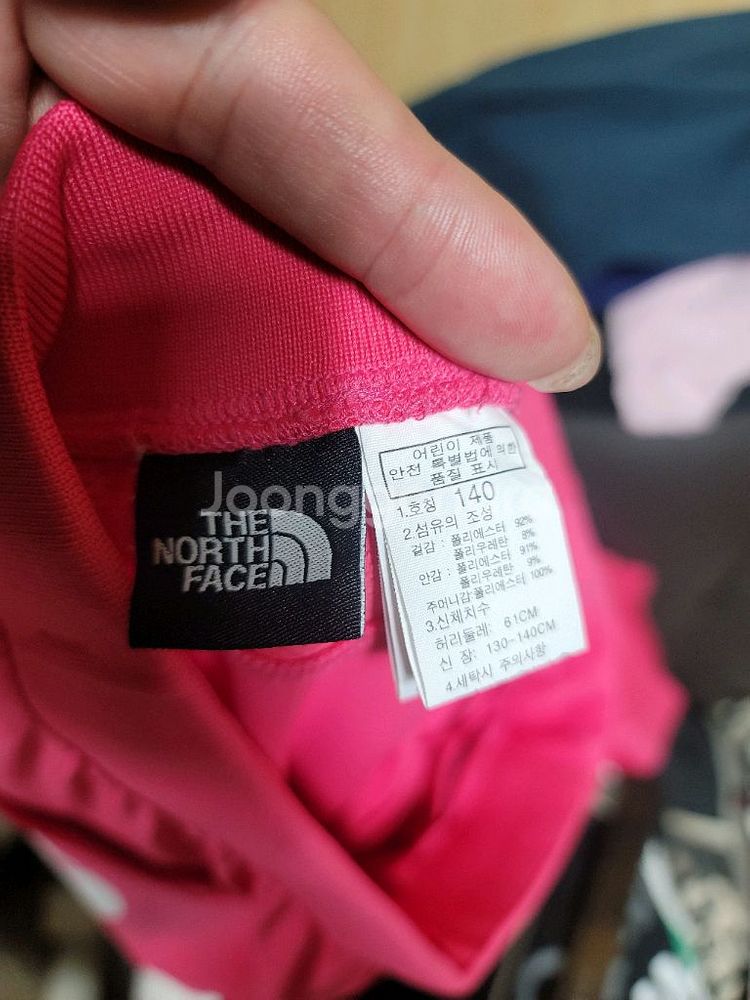 THE
NORTH
FACE
어린이 제품
안전 특별법에 의한
품질 표시
1.호칭 140
2.섬유의 조성
겉감 : 폴리에스터 92%
폴리우레탄 8%
안감 : 폴리에스터 91%
폴리우레탄 9%
주머니감:폴리에스터 100%
3.신체치수
허리둘레: 61CM
신 장: 130-140CM
4.세탁시 주의사항
Joong